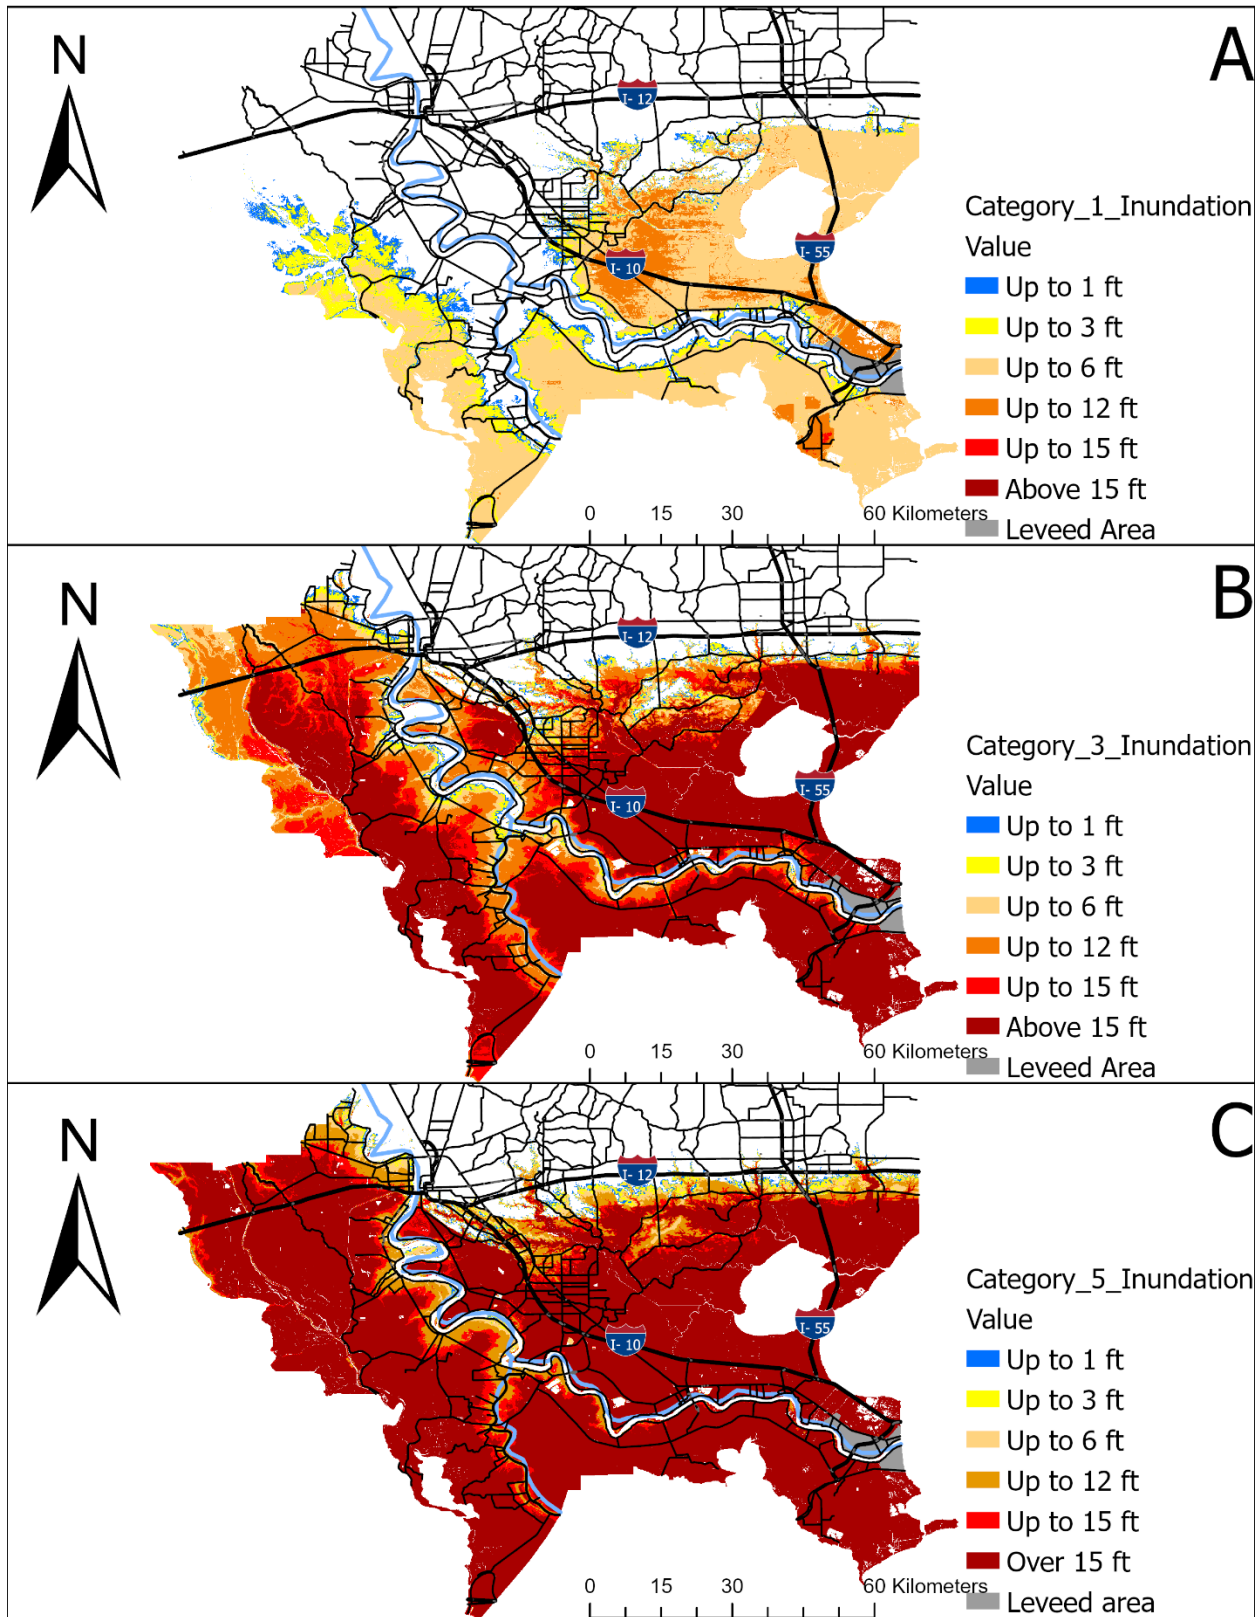 N
A
I- 12
I- 10
I- 55
Category_1_Inundation
Value
Up to 1 ft
Up to 3 ft
Up to 6 ft
Up to 12 ft
Up to 15 ft
Above 15 ft
Leveed Area
0 15 30 60 Kilometers
N
B
I- 12
I- 10
I- 55
Category_3_Inundation
Value
Up to 1 ft
Up to 3 ft
Up to 6 ft
Up to 12 ft
Up to 15 ft
Above 15 ft
Leveed Area
0 15 30 60 Kilometers
N
C
I- 12
I- 10
I- 55
Category_5_Inundation
Value
Up to 1 ft
Up to 3 ft
Up to 6 ft
Up to 12 ft
Up to 15 ft
Over 15 ft
Leveed area
0 15 30 60 Kilometers